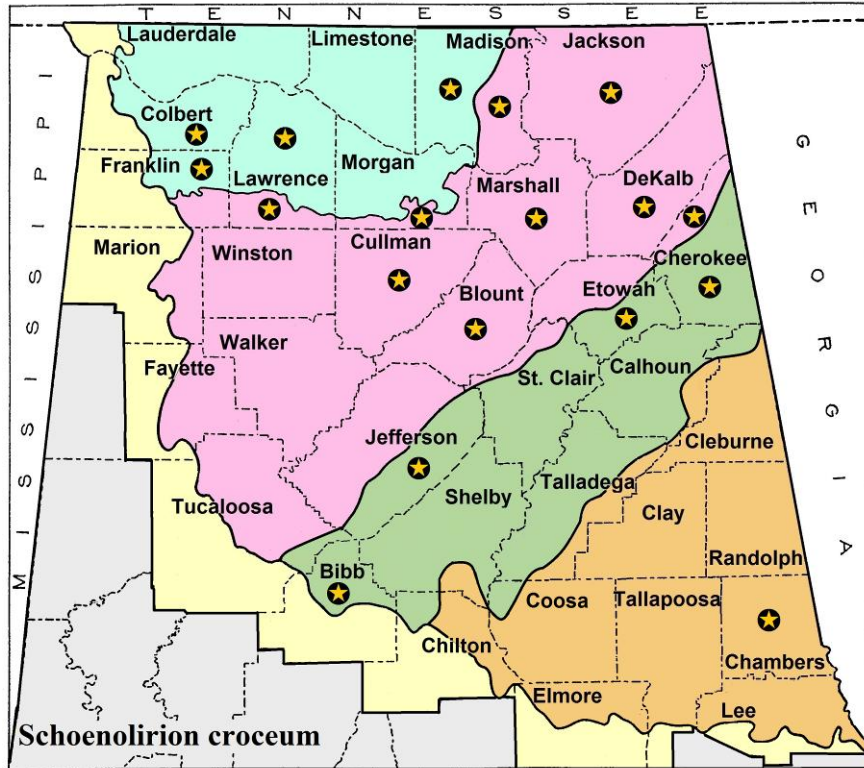 T E N N E S S E E
Lauderdale
Limestone
Madison
Jackson
Colbert
Franklin
Lawrence
Morgan
Marshall
DeKalb
Marion
Winston
Cullman
Cherokee
Blount
Etowah
Walker
Fayette
St. Clair
Calhoun
Jefferson
Cleburne
Tucaloosa
Shelby
Talladega
Clay
Randolph
Bibb
Coosa
Tallapoosa
Chilton
Chambers
Elmore
Lee
M I S S I S S I P P I
G E O R G I A
Schoenolirion croceum